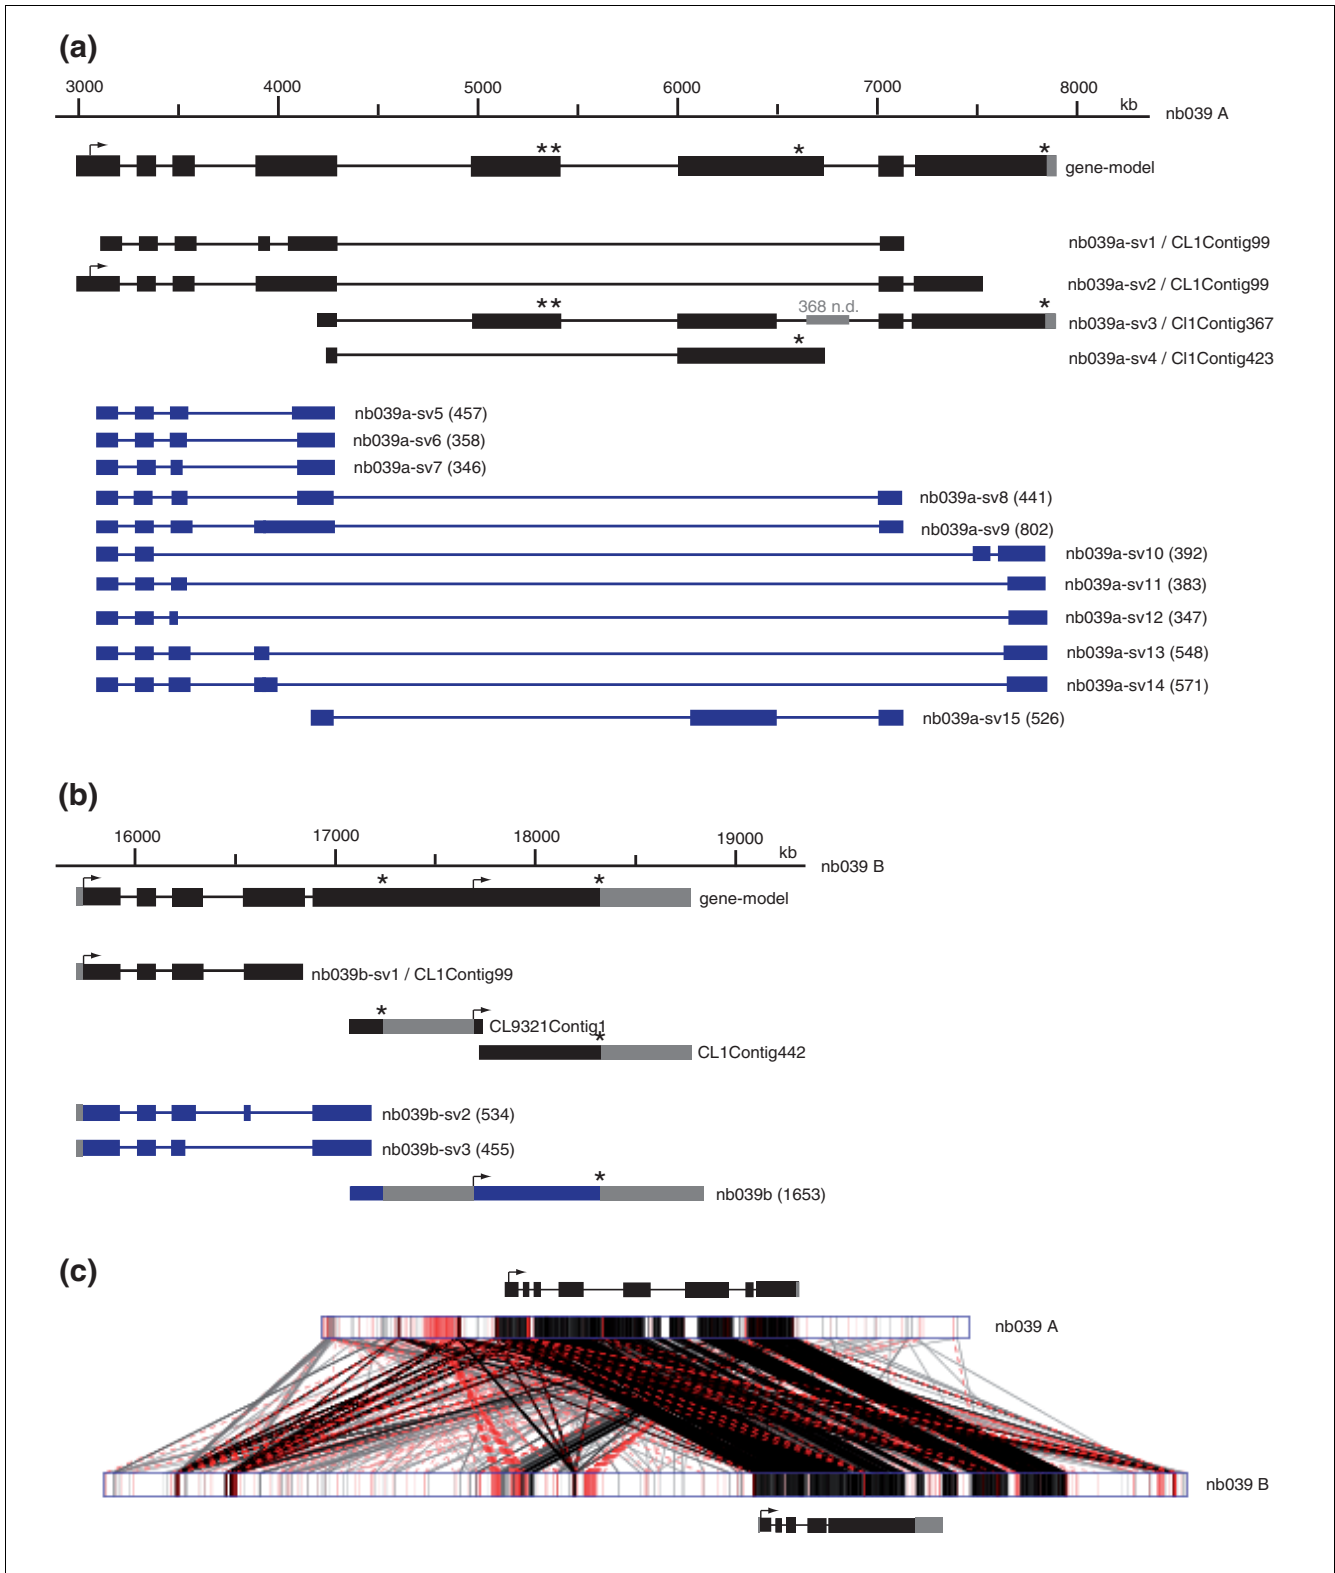 (a)
3000 4000 5000 6000 7000 8000
kb
nb039 A
** * *
gene-model
nb039a-sv1 / CL1Contig99
nb039a-sv2 / CL1Contig99
** 368 n.d. *
nb039a-sv3 / Cl1Contig367
*
nb039a-sv4 / Cl1Contig423
nb039a-sv5 (457)
nb039a-sv6 (358)
nb039a-sv7 (346)
nb039a-sv8 (441)
nb039a-sv9 (802)
nb039a-sv10 (392)
nb039a-sv11 (383)
nb039a-sv12 (347)
nb039a-sv13 (548)
nb039a-sv14 (571)
nb039a-sv15 (526)
(b)
16000 17000 18000 19000
kb
nb039 B
* *
gene-model
nb039b-sv1 / CL1Contig99
*
CL9321Contig1
*
CL1Contig442
nb039b-sv2 (534)
nb039b-sv3 (455)
*
nb039b (1653)
(c)
nb039 A
nb039 B